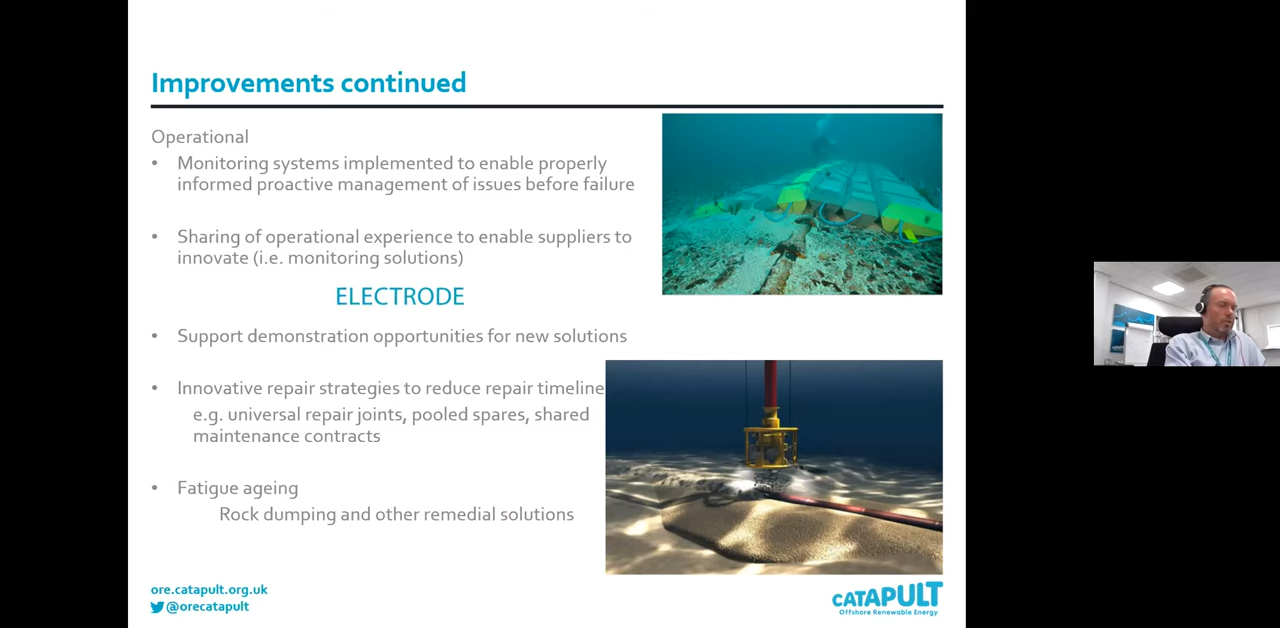 Improvements continued
Operational
• Monitoring systems implemented to enable properly
informed proactive management of issues before failure
• Sharing of operational experience to enable suppliers to
innovate (i.e. monitoring solutions)
ELECTRODE
• Support demonstration opportunities for new solutions
• Innovative repair strategies to reduce repair timeline
e.g. universal repair joints, pooled spares, shared
maintenance contracts
• Fatigue ageing
Rock dumping and other remedial solutions
ore.catapult.org.uk
@orecatapult
CATAPULT
Offshore Renewable Energy